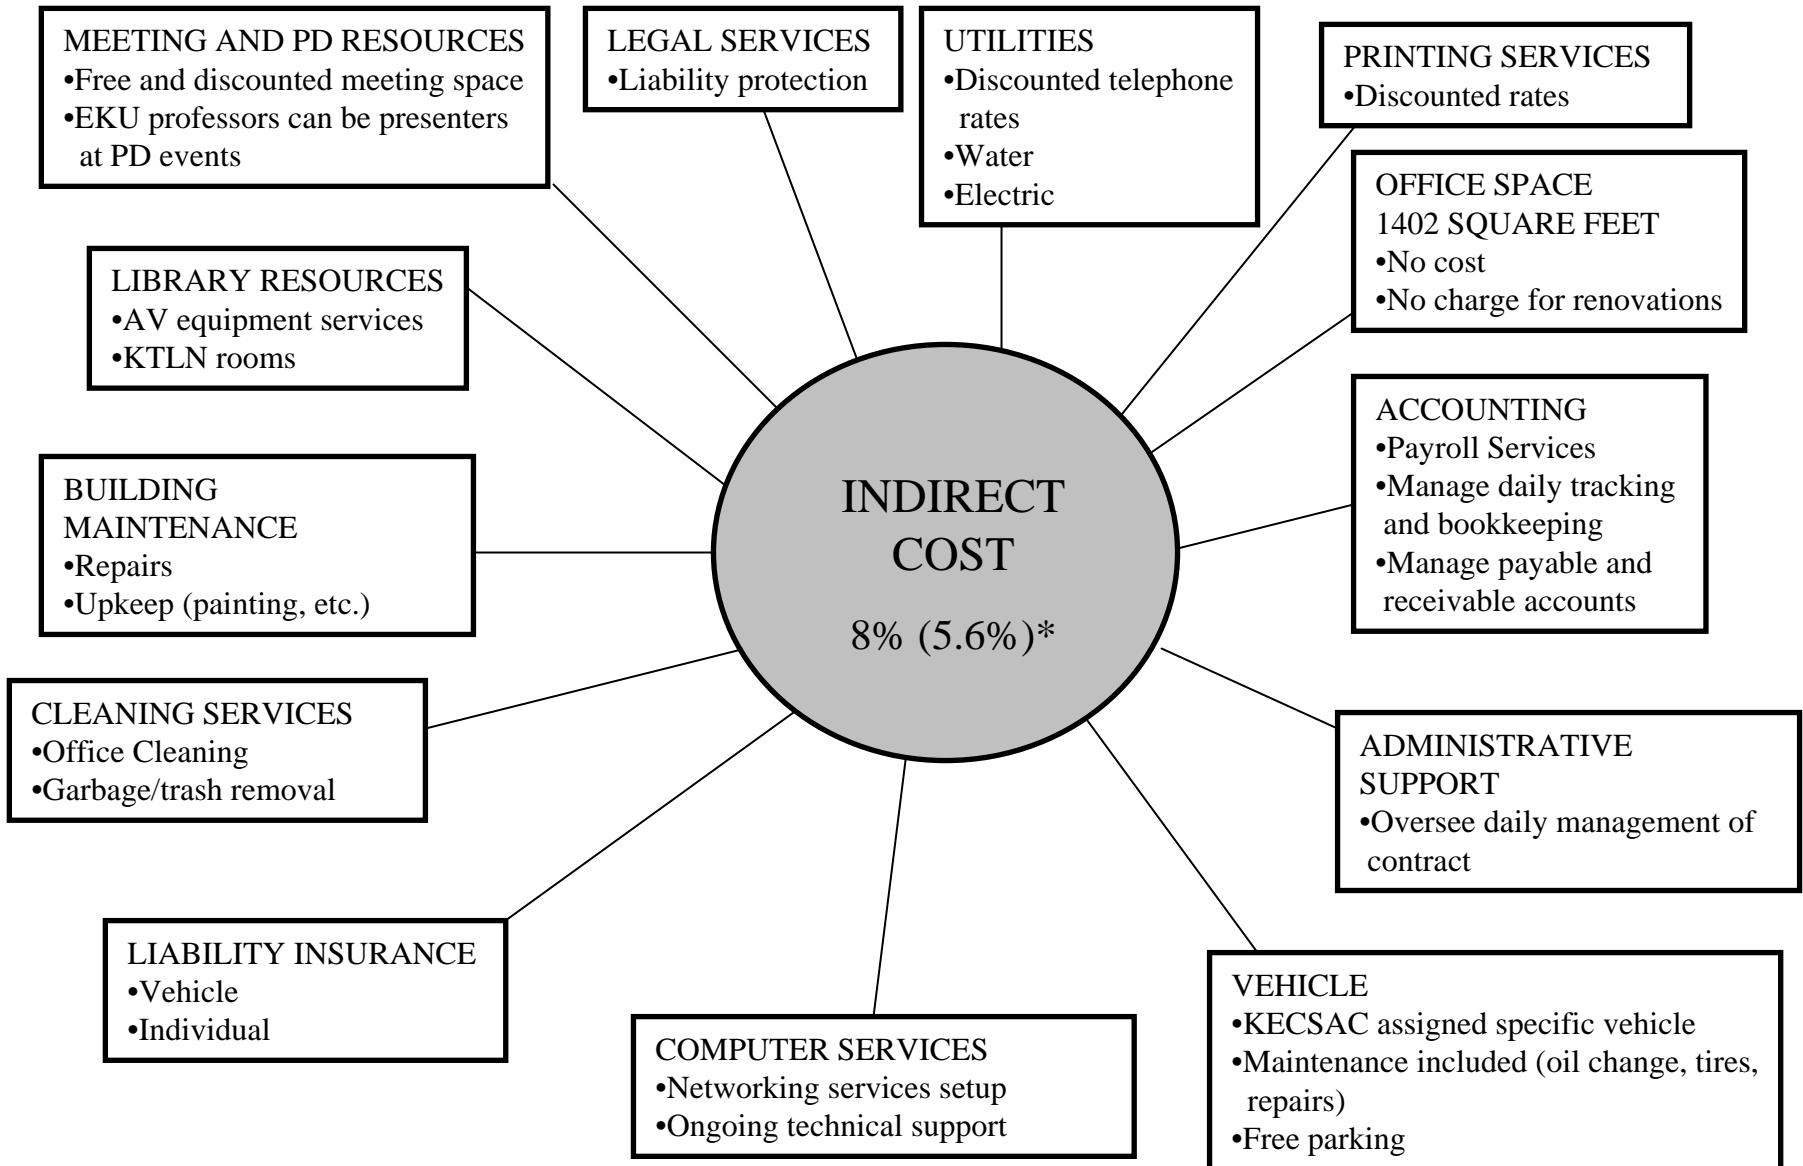 MEETING AND PD RESOURCES
•Free and discounted meeting space
•EKU professors can be presenters
at PD events
LEGAL SERVICES
•Liability protection
UTILITIES
•Discounted telephone
rates
•Water
•Electric
PRINTING SERVICES
•Discounted rates
OFFICE SPACE
1402 SQUARE FEET
•No cost
•No charge for renovations
LIBRARY RESOURCES
•AV equipment services
•KTLN rooms
ACCOUNTING
•Payroll Services
•Manage daily tracking
and bookkeeping
•Manage payable and
receivable accounts
BUILDING
MAINTENANCE
•Repairs
•Upkeep (painting, etc.)
INDIRECT
COST
8% (5.6%)*
CLEANING SERVICES
•Office Cleaning
•Garbage/trash removal
ADMINISTRATIVE
SUPPORT
•Oversee daily management of
contract
LIABILITY INSURANCE
•Vehicle
•Individual
COMPUTER SERVICES
•Networking services setup
•Ongoing technical support
VEHICLE
•KECSAC assigned specific vehicle
•Maintenance included (oil change, tires,
repairs)
•Free parking